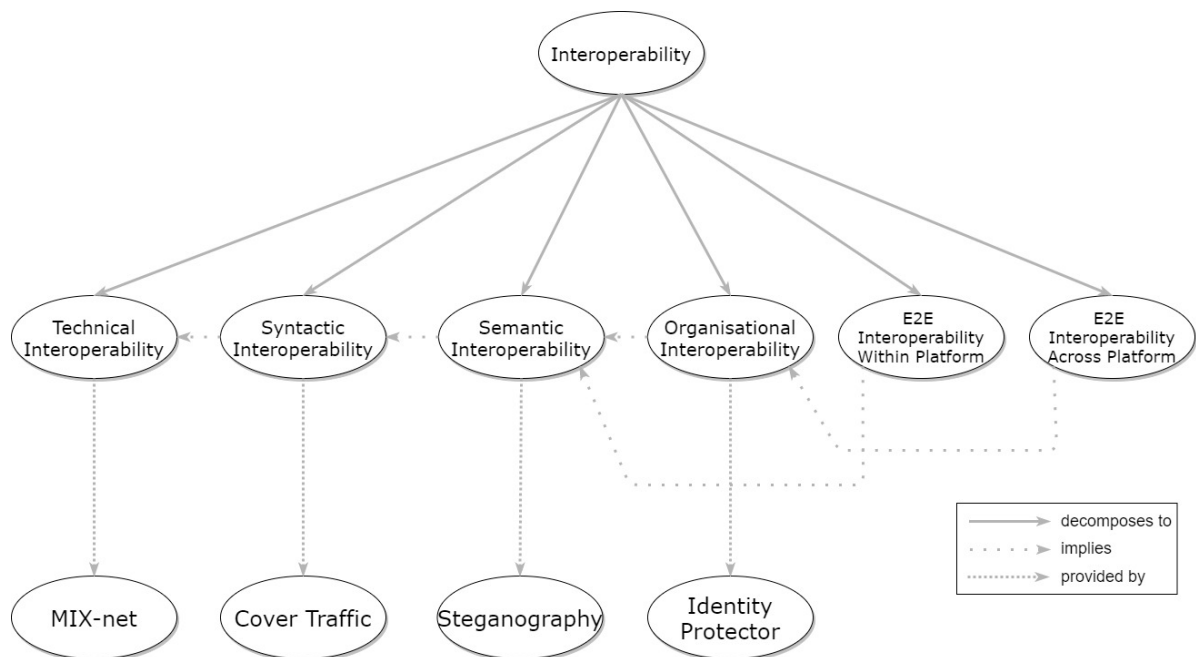 Interoperability
Technical
Interoperability
Syntactic
Interoperability
Semantic
Interoperability
Organisational
Interoperability
E2E
Interoperability
Within Platform
E2E
Interoperability
Across Platform
decomposes to
implies
provided by
MIX-net
Cover Traffic
Steganography
Identity
Protector